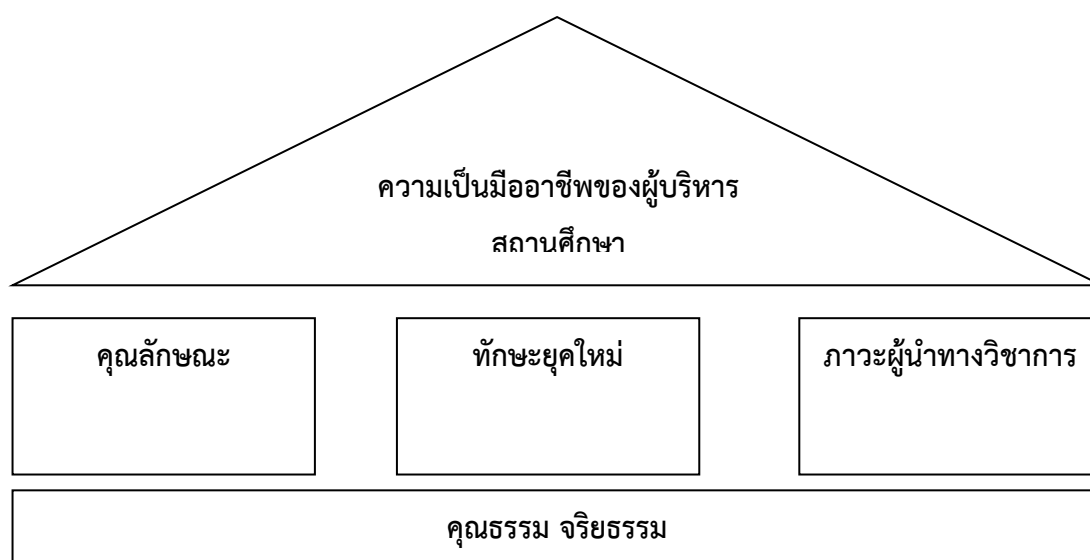 ความเป็นมืออาชีพของผู้บริหาร
สถานศึกษา
คุณลักษณะ
ทักษะยุคใหม่
ภาวะผู้นำทางวิชาการ
คุณธรรม จริยธรรม